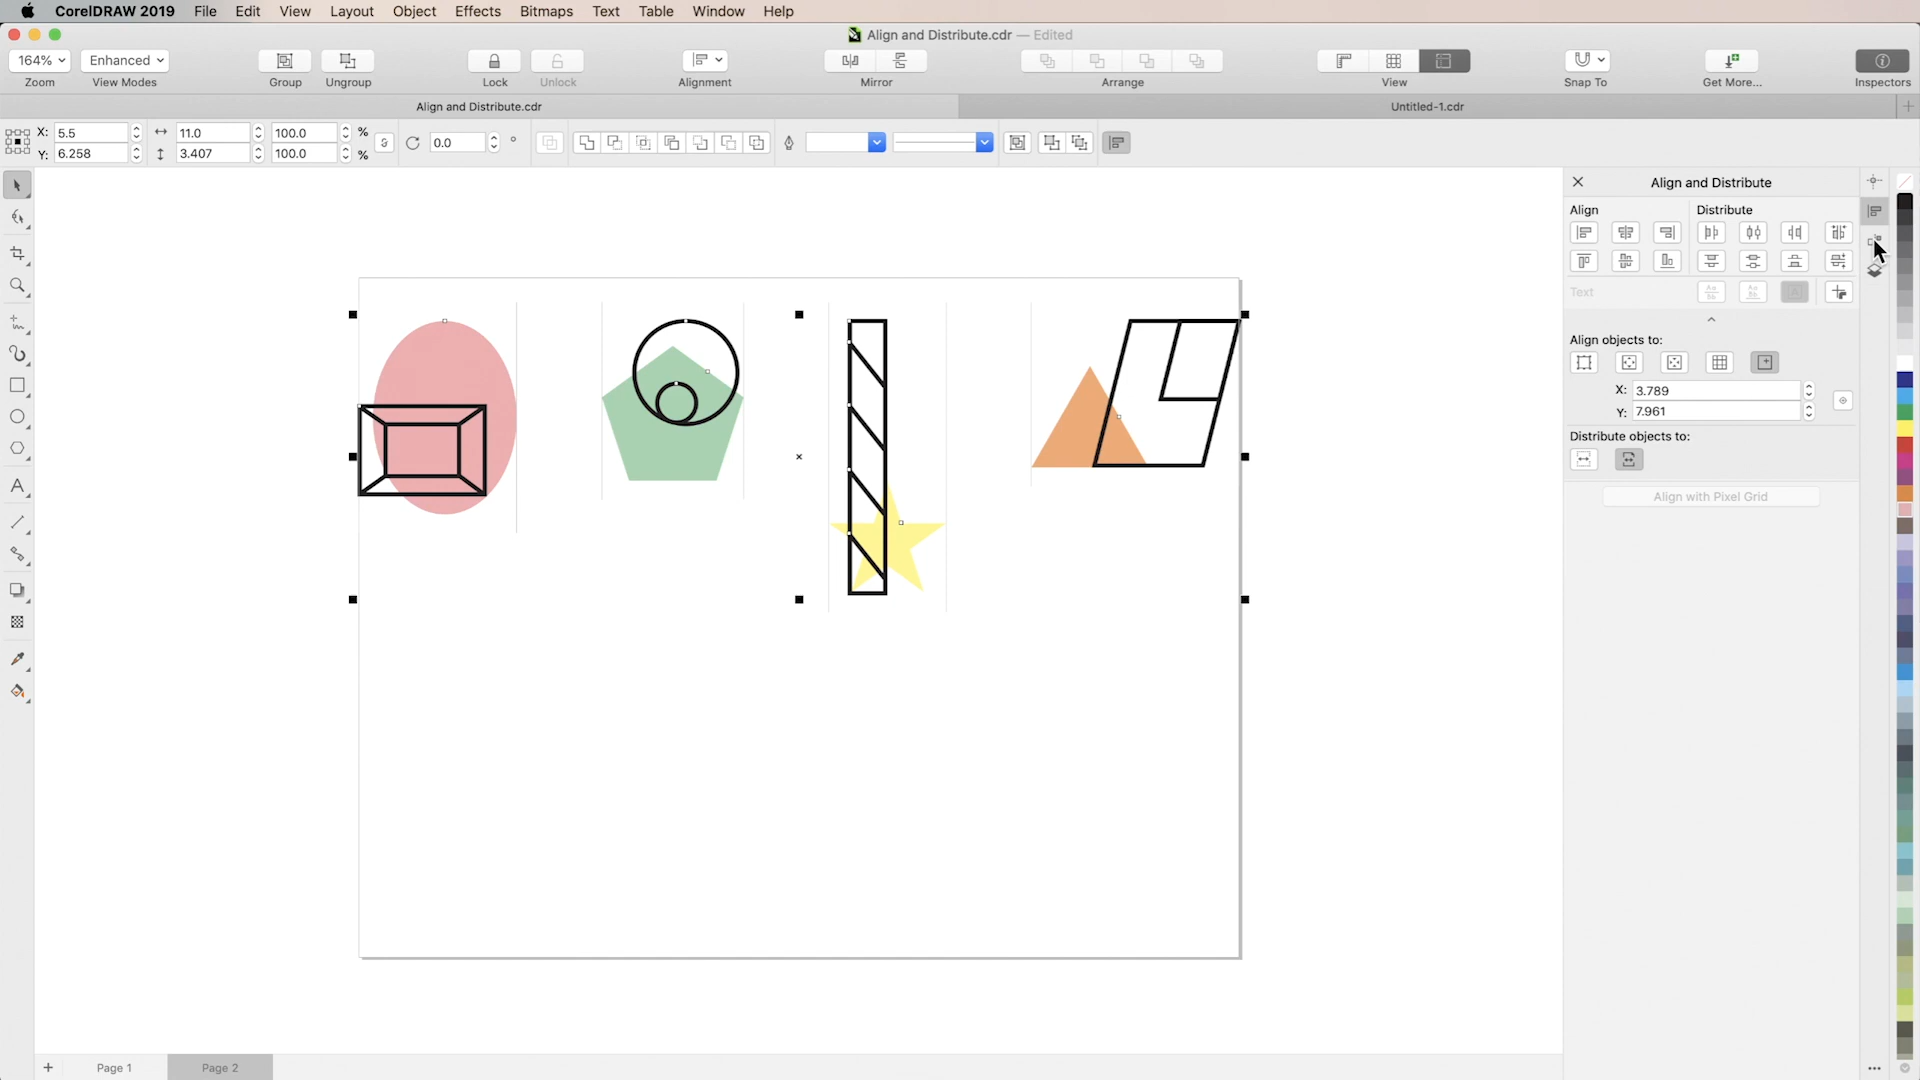 CorelDRAW 2019 File Edit View Layout Object Effects Bitmaps Text Table Window Help
Align and Distribute.cdr — Edited
164% Enhanced
Zoom View Modes Group Ungroup Lock Unlock Alignment Mirror Arrange View Snap To Get More... Inspectors
Align and Distribute.cdr Untitled-1.cdr
X: 5.5 11.0 100.0 % 0.0 °
Y: 6.258 3.407 100.0 %
Align and Distribute
Align Distribute
Text
Align objects to:
X: 3.789
Y: 7.961
Distribute objects to:
Align with Pixel Grid
Page 1 Page 2